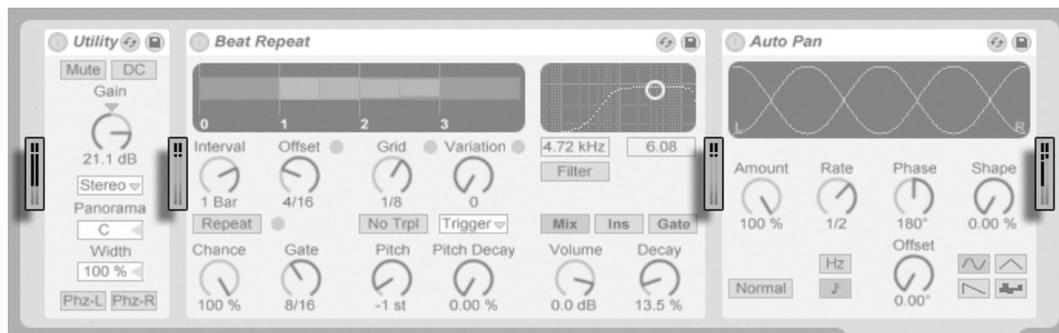 Utility
Mute DC
Gain
21.1 dB
Stereo
Panorama
C
Width
100 %
Phz-L Phz-R
Beat Repeat
0 1 2 3
4.72 kHz 6.08
Filter
Interval Offset Grid Variation
1 Bar 4/16 1/8 0
Repeat No Trpl Trigger Mix Ins Gate
Chance Gate Pitch Pitch Decay Volume Decay
100 % 8/16 -1 st 0.00 % 0.0 dB 13.5 %
Auto Pan
L R
Amount Rate Phase Shape
100 % 1/2 180° 0.00 %
Offset
Hz
Normal
0.00°